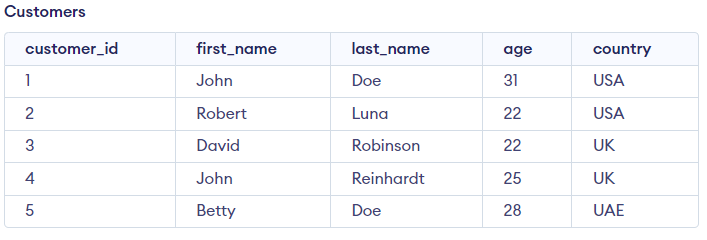 Customers
customer_id first_name last_name age country
1 John Doe 31 USA
2 Robert Luna 22 USA
3 David Robinson 22 UK
4 John Reinhardt 25 UK
5 Betty Doe 28 UAE